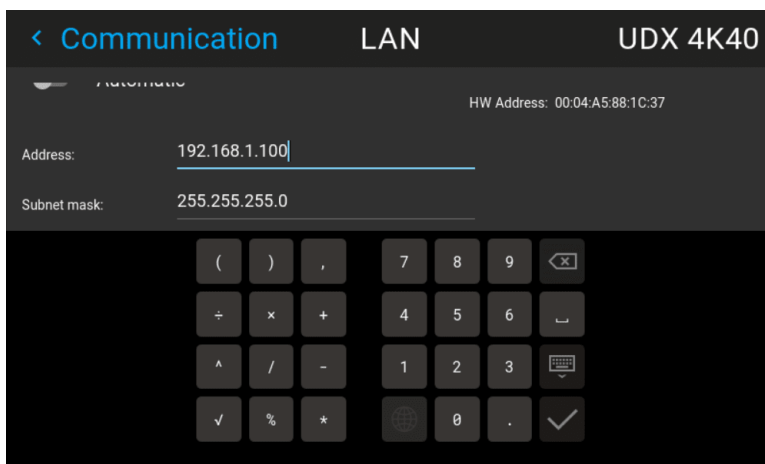 < Communication LAN UDX 4K40
Automatic
HW Address: 00:04:A5:88:1C:37
Address: 192.168.1.100
Subnet mask: 255.255.255.0
( ) , 7 8 9
÷ × + 4 5 6
^ / - 1 2 3
√ % * 0 .